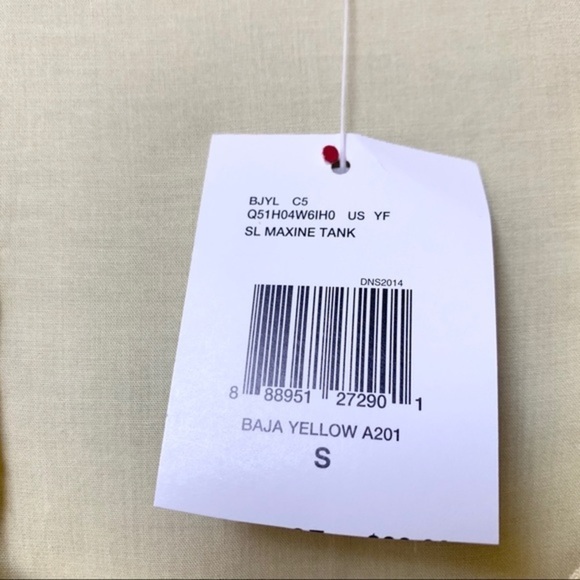 BJYL C5
Q51H04W6IH0 US YF
SL MAXINE TANK
DNS2014
8 88951 27290 1
BAJA YELLOW A201
S